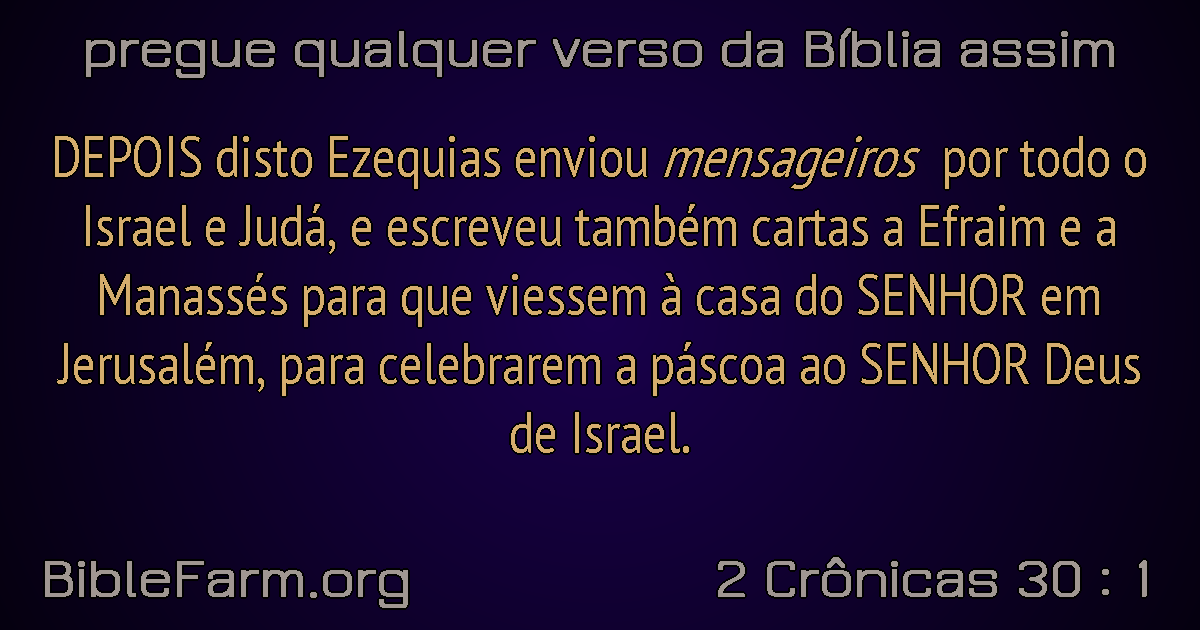 pregue qualquer verso da Bíblia assim
DEPOIS disto Ezequias enviou mensageiros por todo o
Israel e Judá, e escreveu também cartas a Efraim e a
Manassés para que viessem à casa do SENHOR em
Jerusalém, para celebrarem a páscoa ao SENHOR Deus
de Israel.
BibleFarm.org
2 Crônicas 30 : 1